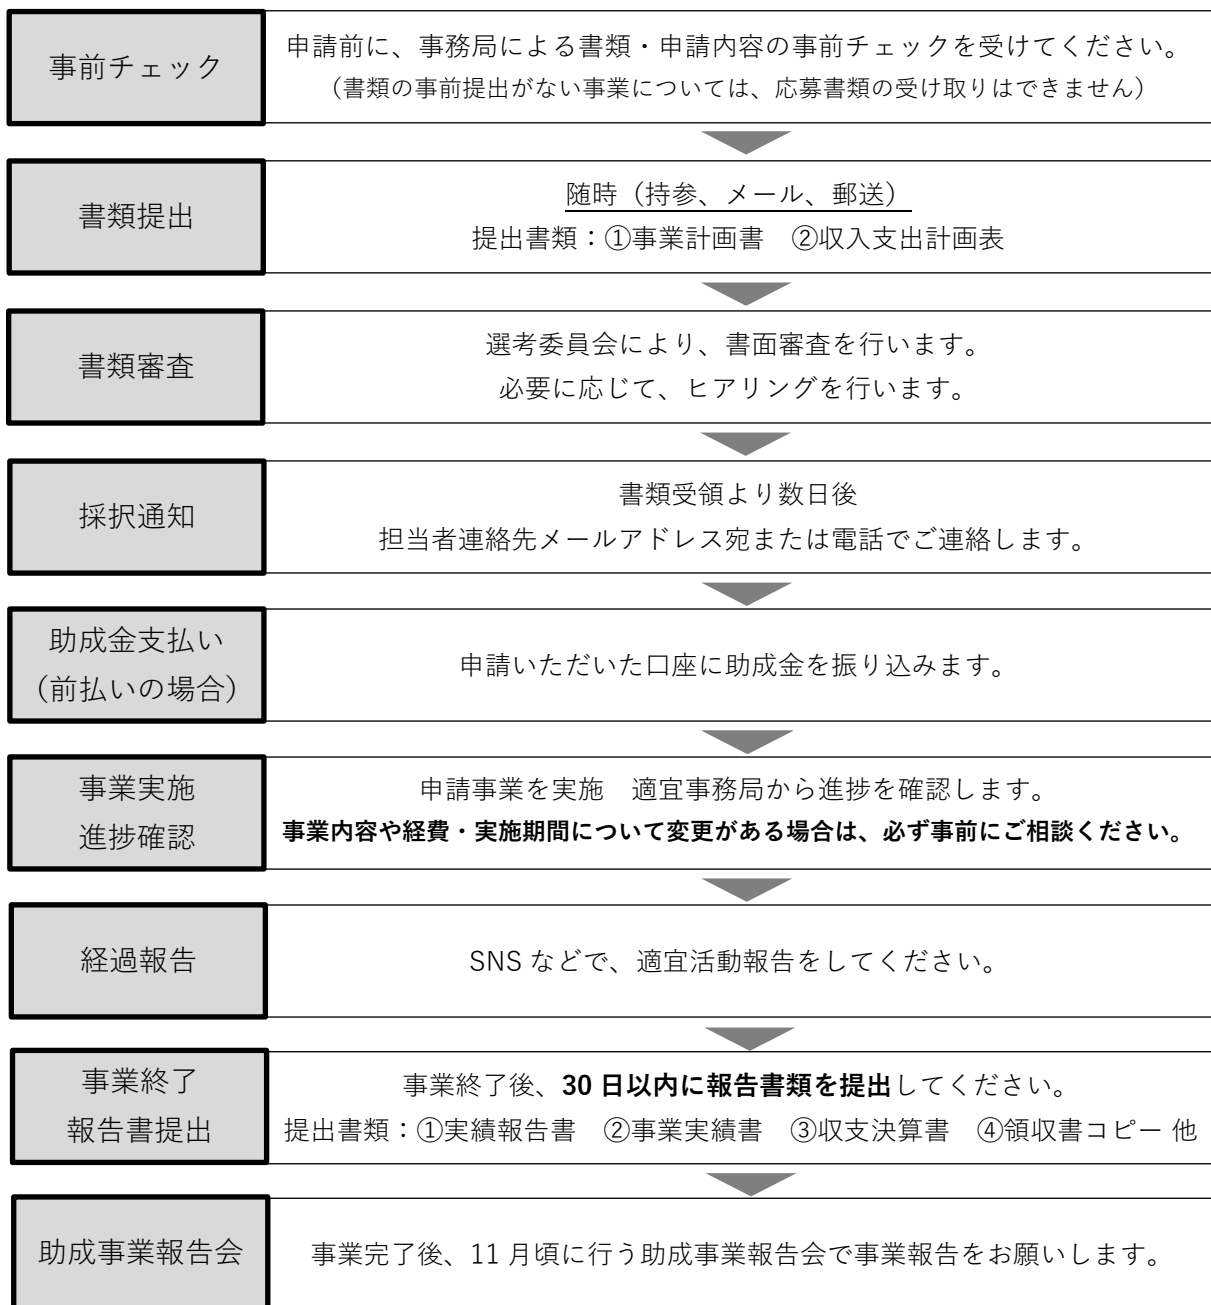 事前チェック
申請前に、事務局による書類・申請内容の事前チェックを受けてください。
（書類の事前提出がない事業については、応募書類の受け取りはできません）
書類提出
随時（持参、メール、郵送）
提出書類：①事業計画書　②収入支出計画表
書類審査
選考委員会により、書面審査を行います。
必要に応じて、ヒアリングを行います。
採択通知
書類受領より数日後
担当者連絡先メールアドレス宛または電話でご連絡します。
助成金支払い
（前払いの場合）
申請いただいた口座に助成金を振り込みます。
事業実施
進捗確認
申請事業を実施　適宜事務局から進捗を確認します。
事業内容や経費・実施期間について変更がある場合は、必ず事前にご相談ください。
経過報告
SNS などで、適宜活動報告をしてください。
事業終了
報告書提出
事業終了後、30 日以内に報告書類を提出してください。
提出書類：①実績報告書　②事業実績書　③収支決算書　④領収書コピー 他
助成事業報告会
事業完了後、11 月頃に行う助成事業報告会で事業報告をお願いします。